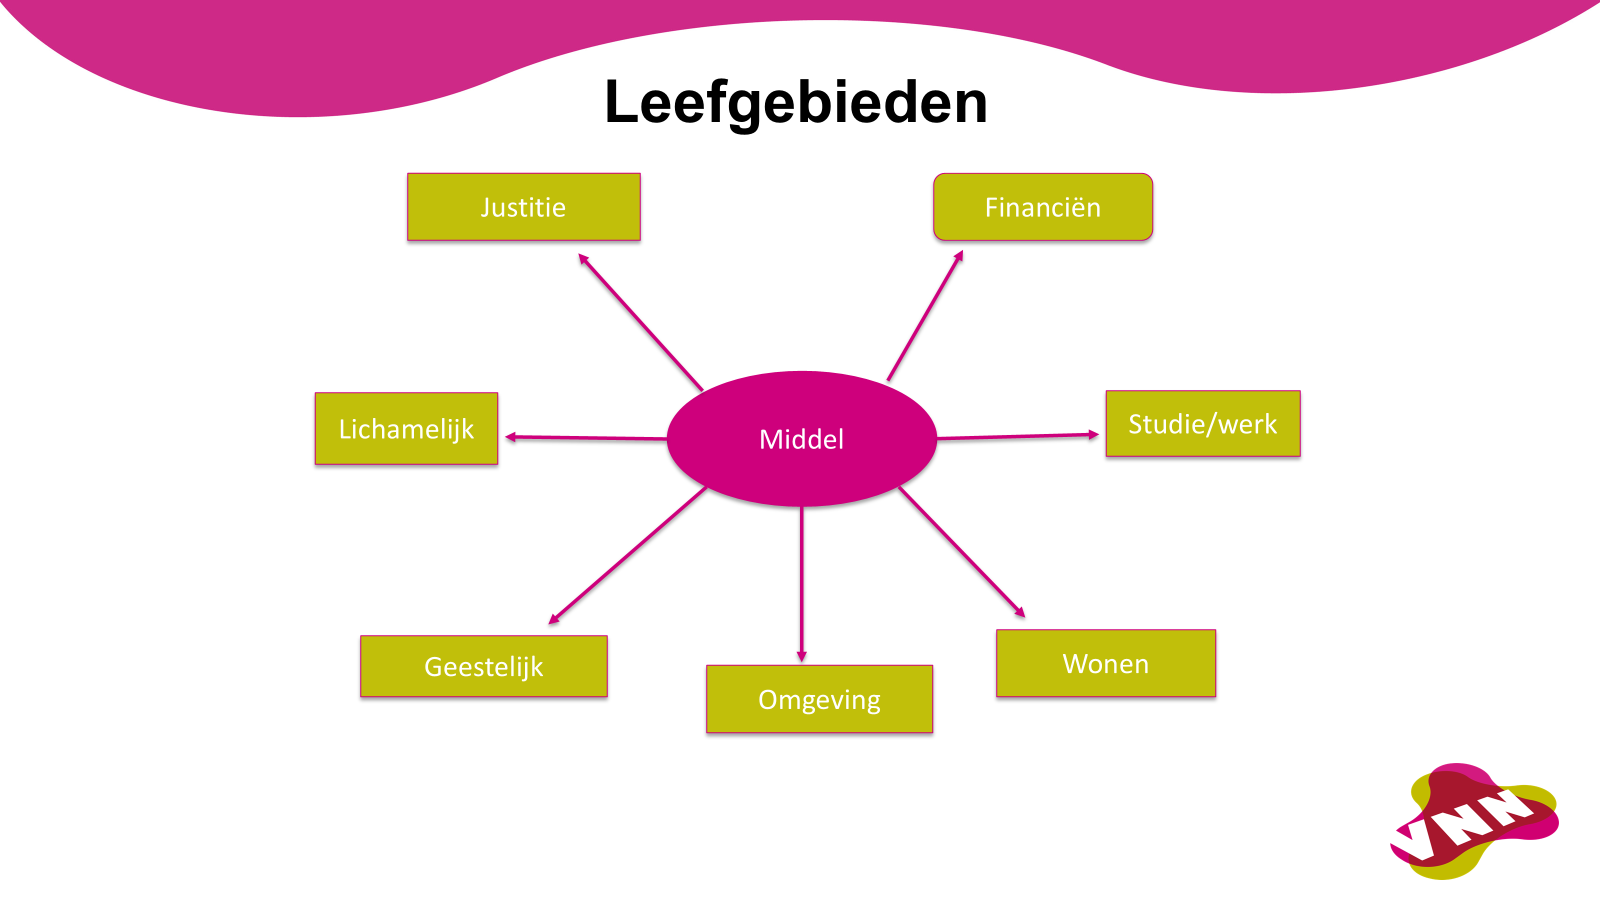 Leefgebieden
Justitie
Financiën
Lichamelijk
Middel
Studie/werk
Geestelijk
Omgeving
Wonen
VNN